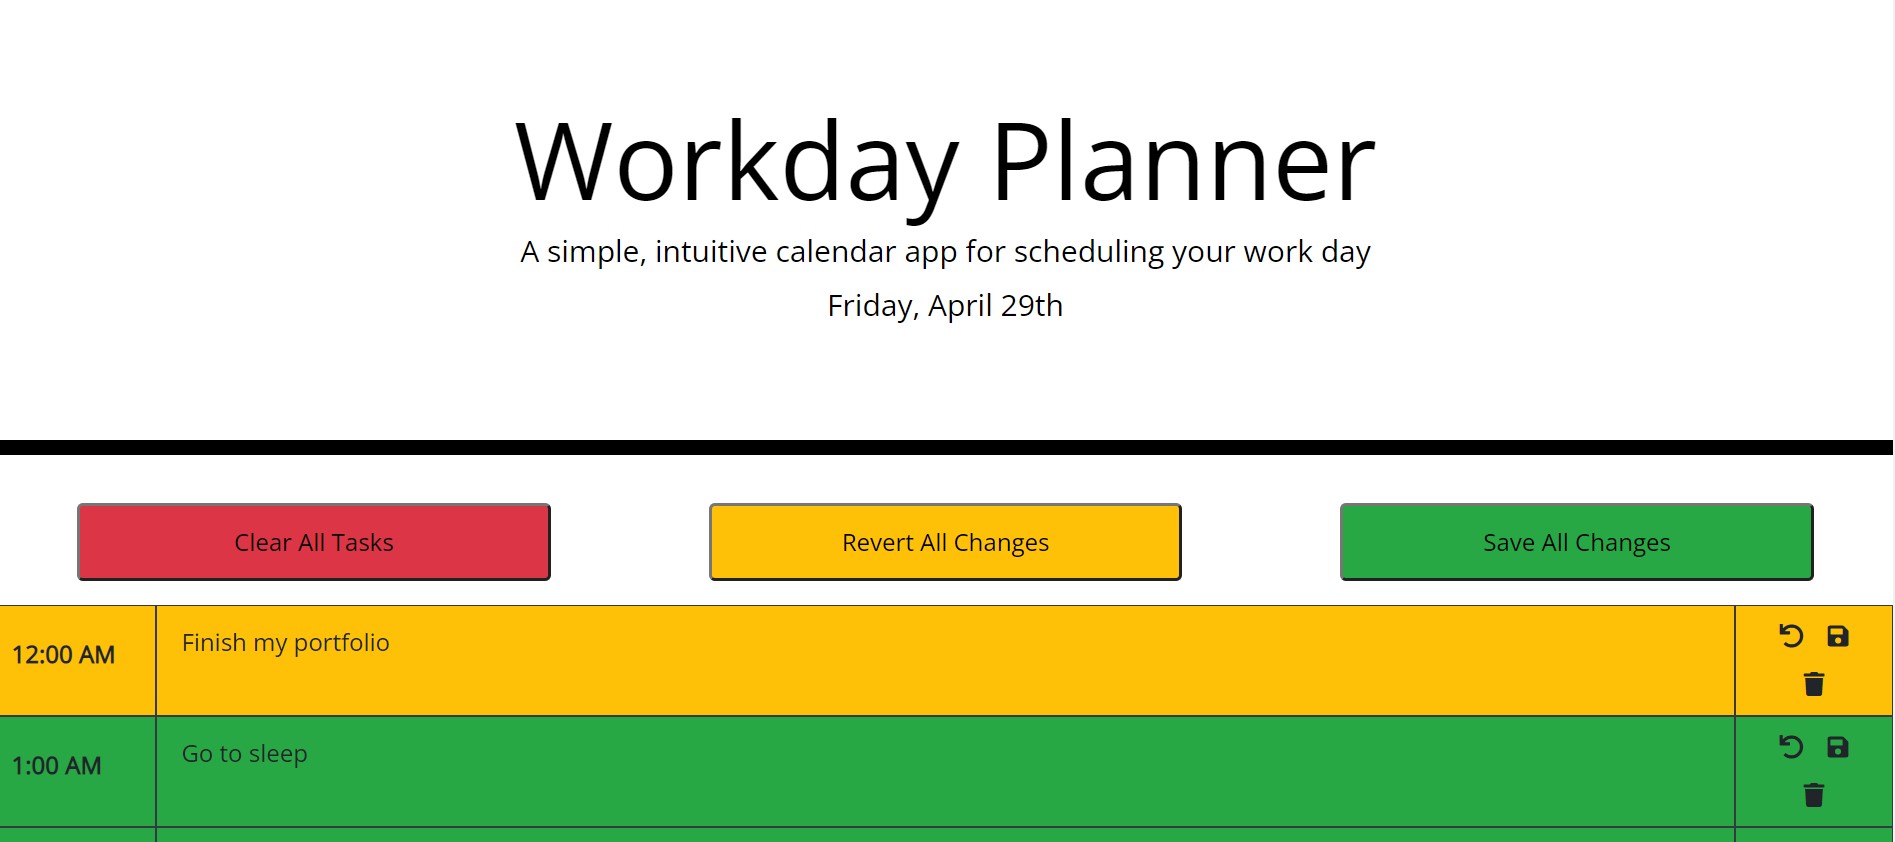 Workday Planner
A simple, intuitive calendar app for scheduling your work day
Friday, April 29th
Clear All Tasks
Revert All Changes
Save All Changes
12:00 AM
Finish my portfolio
1:00 AM
Go to sleep